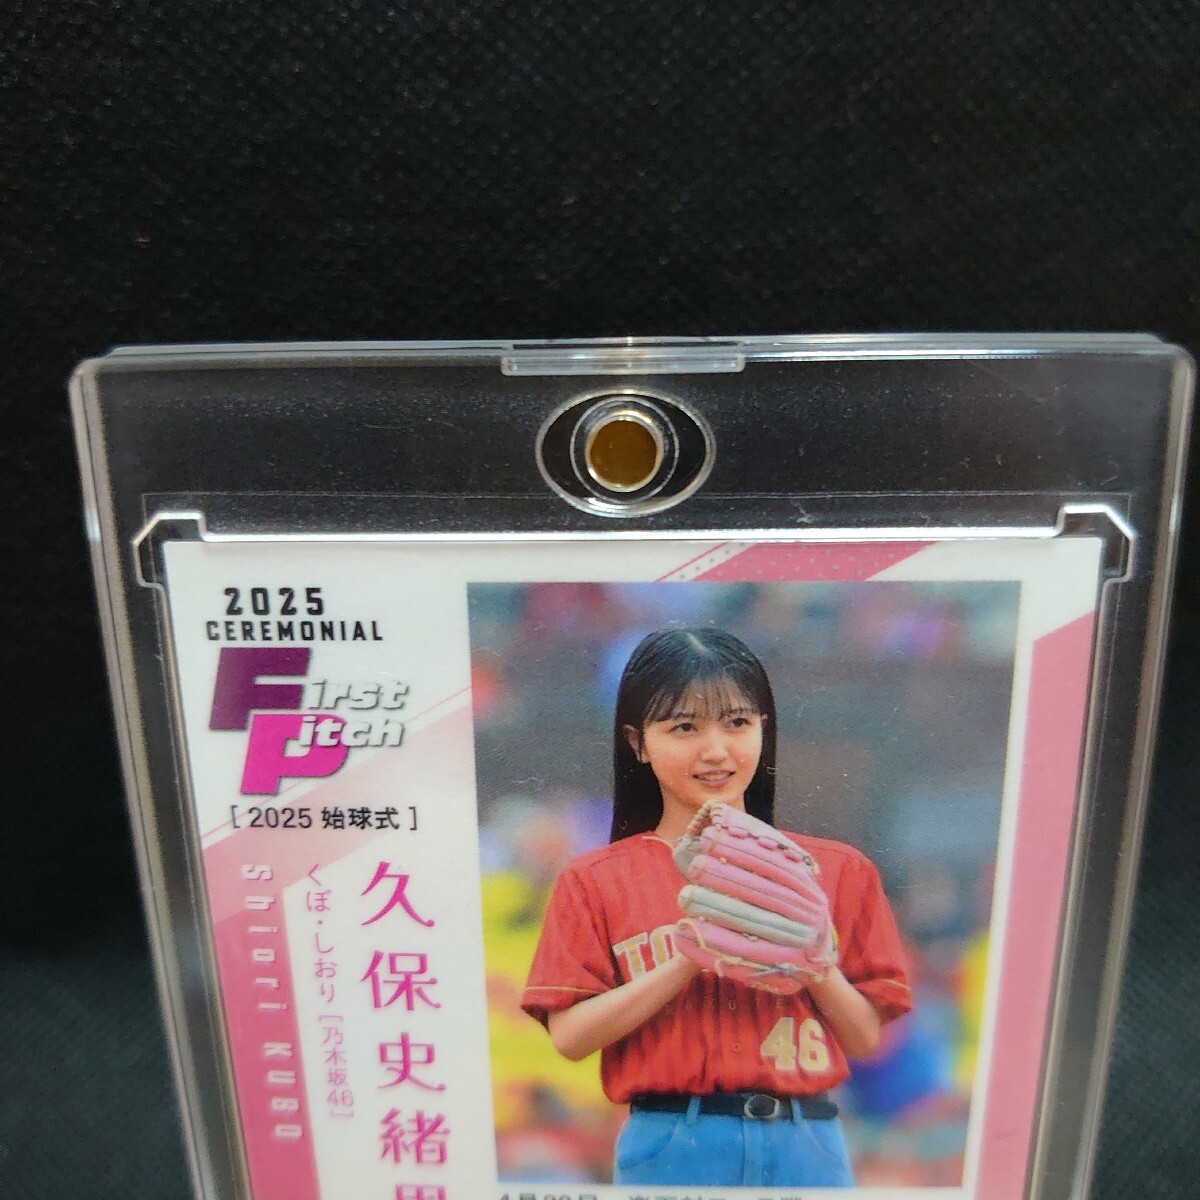 2025
CEREMONIAL
First
Pitch
[ 2025 始球式 ]
久保史緒里
くぼ・しおり [乃木坂46]
Shiori KUBO
46